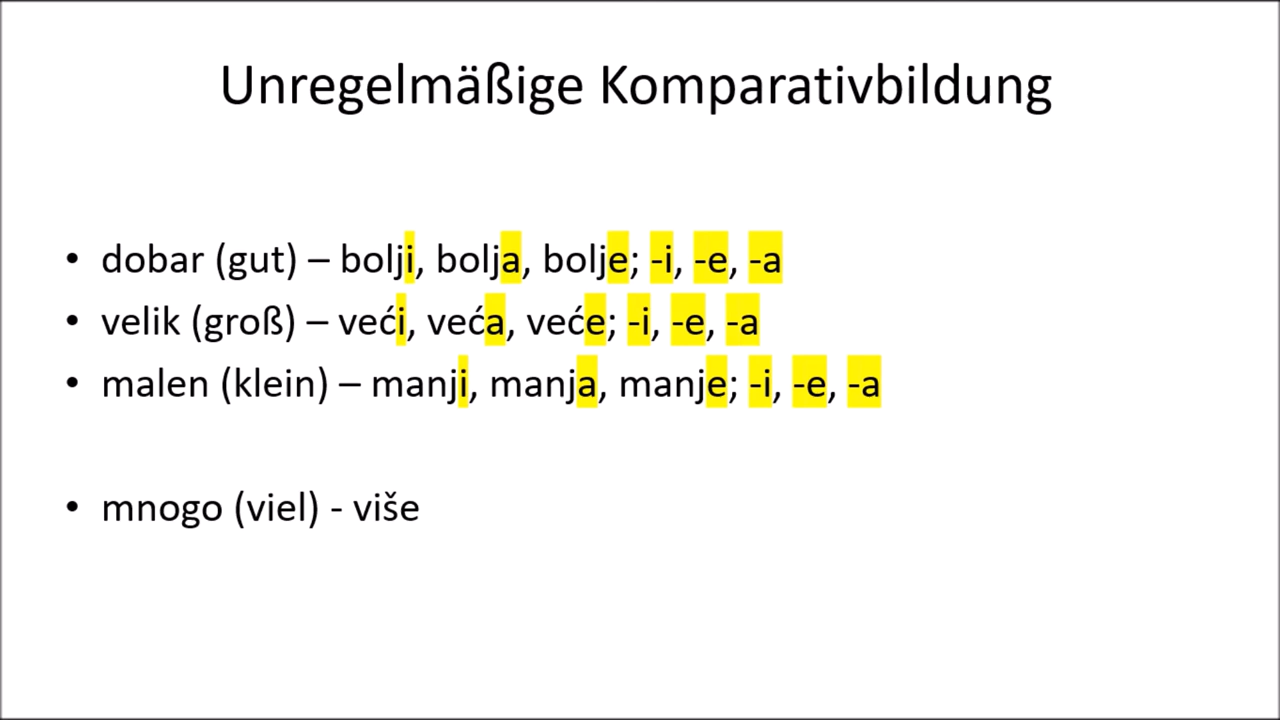 Unregelmäßige Komparativbildung
• dobar (gut) – bolji, bolja, bolje; -i, -e, -a
• velik (groß) – veći, veća, veće; -i, -e, -a
• malen (klein) – manji, manja, manje; -i, -e, -a
• mnogo (viel) - više